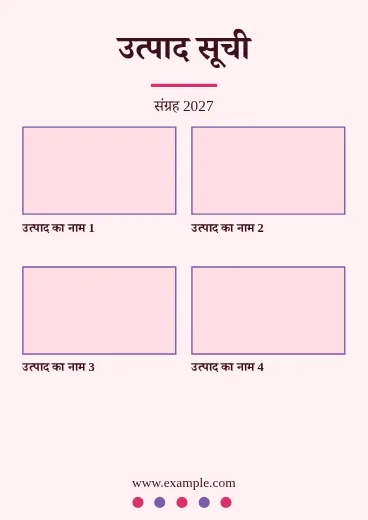 उत्पाद सूची
संग्रह 2027
उत्पाद का नाम 1
उत्पाद का नाम 2
उत्पाद का नाम 3
उत्पाद का नाम 4
www.example.com